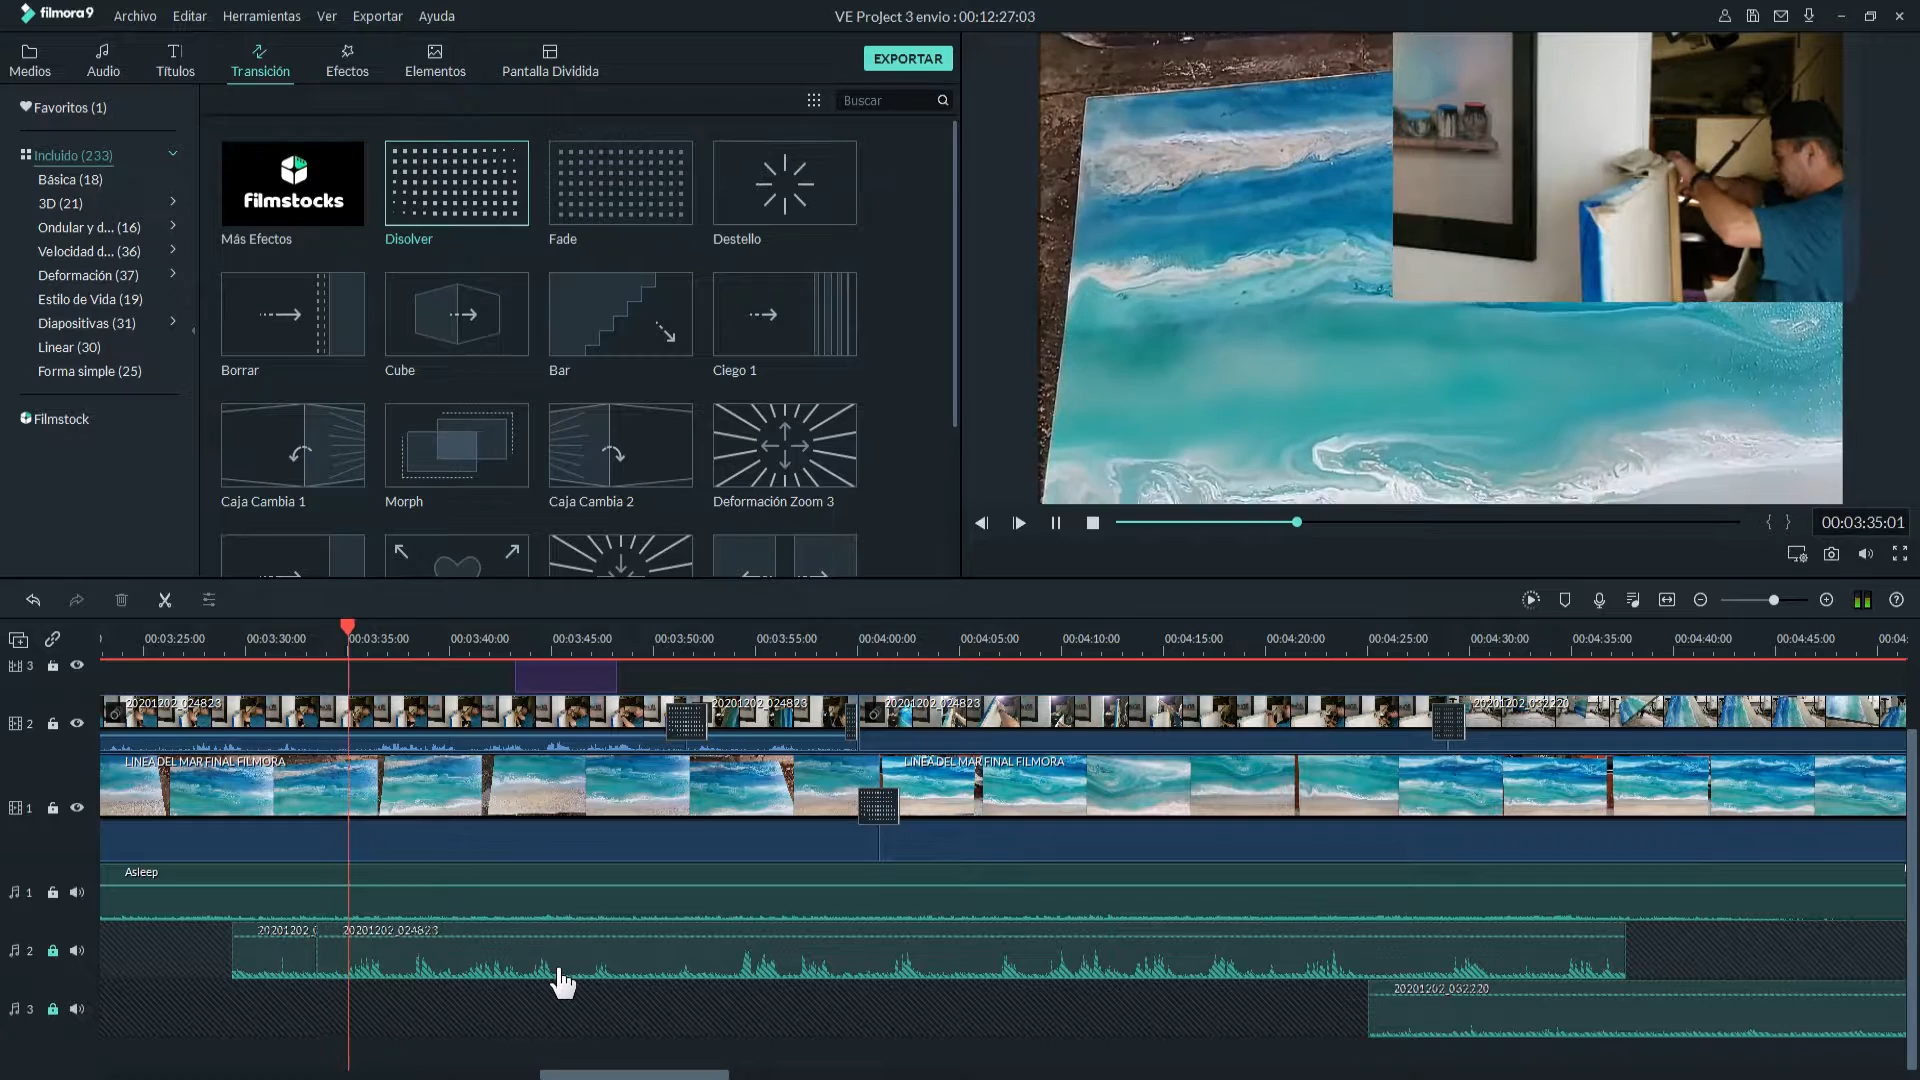 filmora9
Archivo Editar Herramientas Ver Exportar Ayuda
VE Project 3 envio : 00:12:27:03
Medios Audio Títulos Transición Efectos Elementos Pantalla Dividida
EXPORTAR
Favoritos (1)
Buscar
Incluido (233)
Básica (18)
3D (21)
Ondular y d... (16)
Velocidad d... (36)
Deformación (37)
Estilo de Vida (19)
Diapositivas (31)
Linear (30)
Forma simple (25)
Filmstock
filmstocks
Más Efectos Disolver Fade Destello
Borrar Cube Bar Ciego 1
Caja Cambia 1 Morph Caja Cambia 2 Deformación Zoom 3
00:03:35:01
00:03:25:00 00:03:30:00 00:03:35:00 00:03:40:00 00:03:45:00 00:03:50:00 00:03:55:00 00:04:00:00 00:04:05:00 00:04:10:00 00:04:15:00 00:04:20:00 00:04:25:00 00:04:30:00 00:04:35:00 00:04:40:00 00:04:45:00 00:04:
3
2 20201202_024823 20201202_024823 20201202_024823 20201202_032220
LINEA DEL MAR FINAL FILMORA LINEA DEL MAR FINAL FILMORA
1
Asleep
1
20201202_ 20201202_024823
2
20201202_032220
3